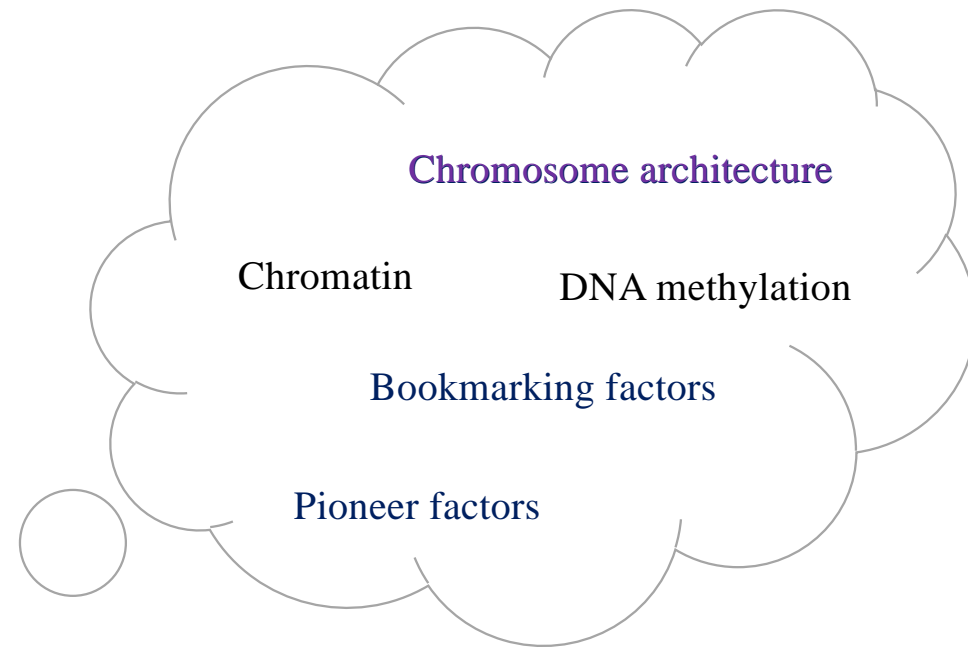 Chromosome architecture
Chromatin
DNA methylation
Bookmarking factors
Pioneer factors